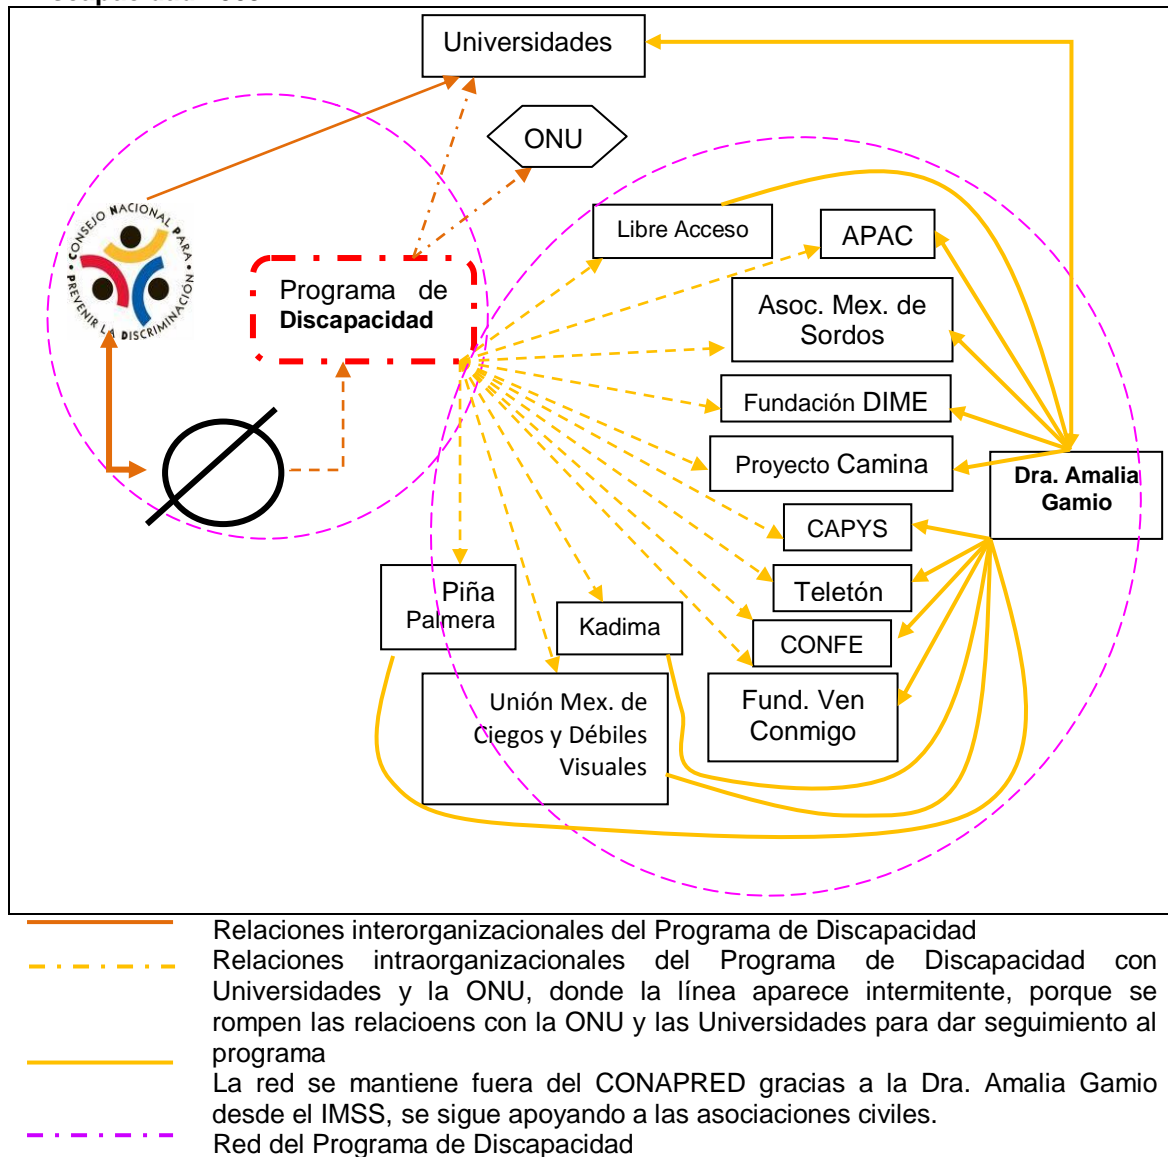 Universidades
ONU
CONSEJO NACIONAL PARA PREVENIR LA DISCRIMINACIÓN
Libre Acceso
APAC
Programa de
Discapacidad
Asoc. Mex. de
Sordos
Fundación DIME
Proyecto Camina
Dra. Amalia
Gamio
CAPYS
Teletón
Piña
Palmera
Kadima
CONFE
Unión Mex. de
Ciegos y Débiles
Visuales
Fund. Ven
Conmigo
Relaciones interorganizacionales del Programa de Discapacidad
Relaciones intraorganizacionales del Programa de Discapacidad con
Universidades y la ONU, donde la línea aparece intermitente, porque se
rompen las relacioens con la ONU y las Universidades para dar seguimiento al
programa
La red se mantiene fuera del CONAPRED gracias a la Dra. Amalia Gamio
desde el IMSS, se sigue apoyando a las asociaciones civiles.
Red del Programa de Discapacidad